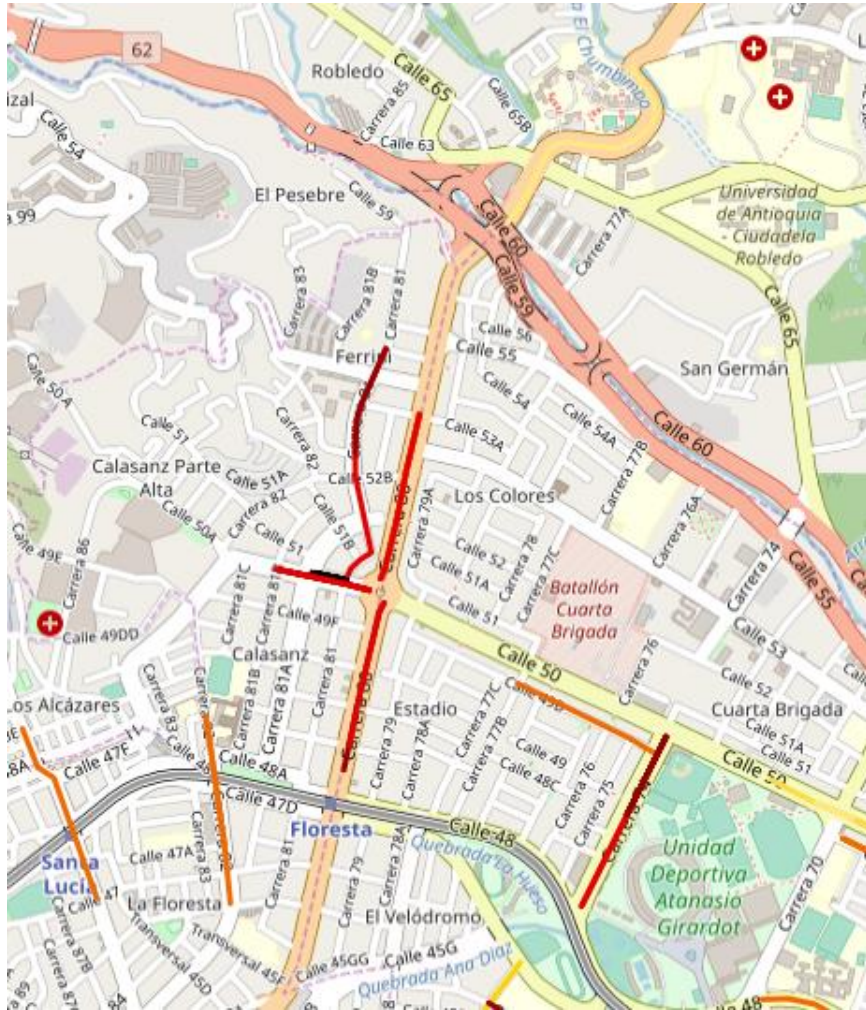 62
Robledo
Calle 65
Calle 65B
Carrera 85
Calle 63
Calle 54
El Pesebre
Calle 59
Universidad
de Antioquia
- Ciudadela
Robledo
Carrera 77A
Calle 60
Calle 59
Calle 65
Carrera 83
Carrera 81B
Carrera 81
Calle 56
Calle 55
San Germán
Calle 50 A
Calle 54
Calle 54A
Carrera 77B
Calle 60
Calle 51
Carrera 82
Calle 53A
Calasanz Parte
Alta
Calle 51A
Calle 52B
Los Colores
Carrera 82
Carrera 80
Carrera 79A
Carrera 76A
Calle 50A
Calle 51
Calle 51B
Calle 52
Carrera 78
Carrera 77C
Calle 51A
Carrera 74
Calle 55
Calle 49E
Carrera 86
Carrera 81C
Batallón
Cuarta
Brigada
Calle 49F
Calle 51
Calle 53
Calle 49DD
Calasanz
Carrera 81B
Carrera 81A
Carrera 81
Calle 50
Carrera 76
Calle 52
Los Alcázares
Carrera 83
Estadio
Carrera 77C
Calle 49B
Cuarta Brigada
Calle 51A
Calle 51
Calle 47F
Calle 48A
Carrera 80
Carrera 79
Carrera 78A
Carrera 77B
Calle 49
Calle 48C
Carrera 76
Carrera 75
Calle 50
Calle 47D
Floresta
Calle 48
Santa
Lucía
Calle 47A
Carrera 83
Carrera 82
Carrera 81
Carrera 79
Carrera 78A
Quebrada La Hueso
Carrera 74
Unidad
Deportiva
Atanasio
Girardot
Carrera 70
Calle 47
La Floresta
El Velódromo
Transversal 45D
Transversal 45F
Carrera 87B
Calle 45GG
Calle 45G
Quebrada Ana Díaz
Calle 48